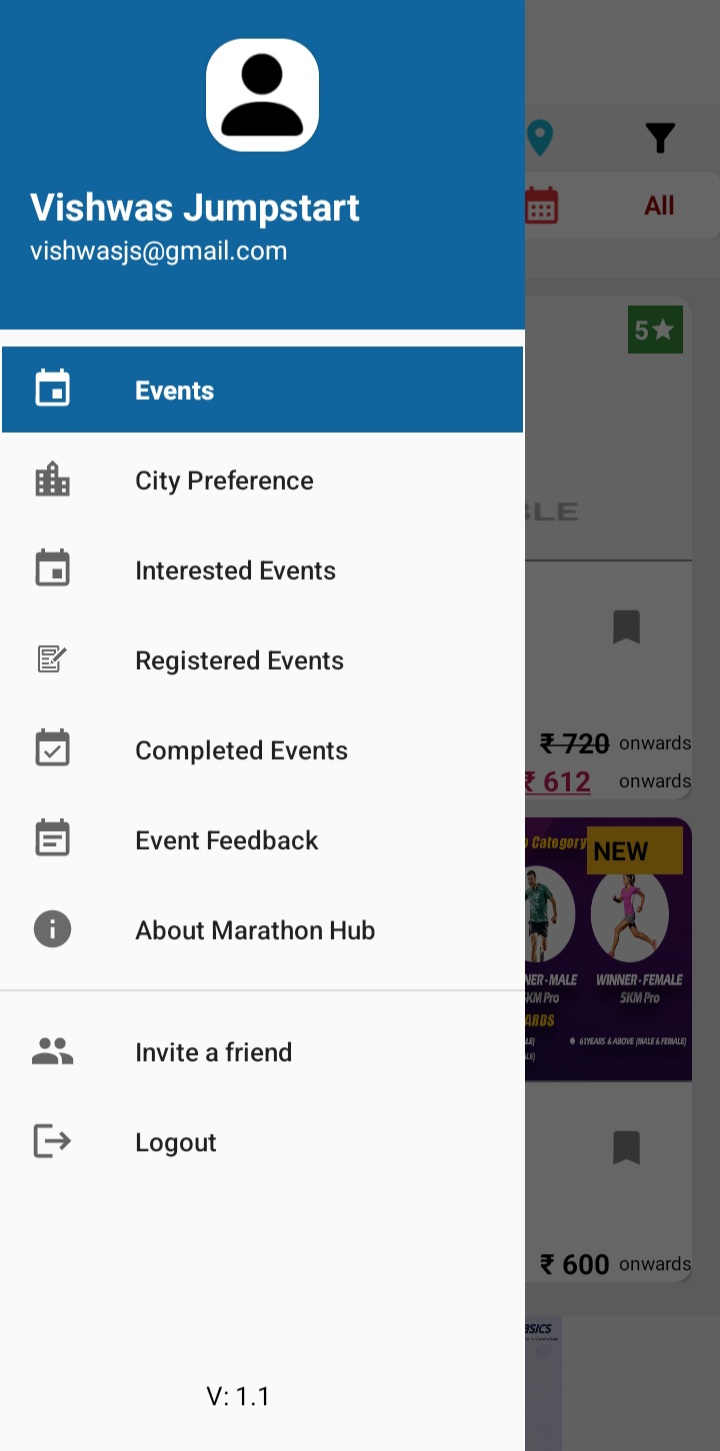 Vishwas Jumpstart
vishwasjs@gmail.com
All
5
Events
City Preference
BLE
Interested Events
Registered Events
₹ 720 onwards
Completed Events
₹ 612 onwards
Event Feedback
Category
NEW
About Marathon Hub
NER-MALE WINNER-FEMALE
KM Pro 5KM Pro
ARDS
LE) 61YEARS & ABOVE (MALE & FEMALE)
LE)
Invite a friend
Logout
₹ 600 onwards
V: 1.1